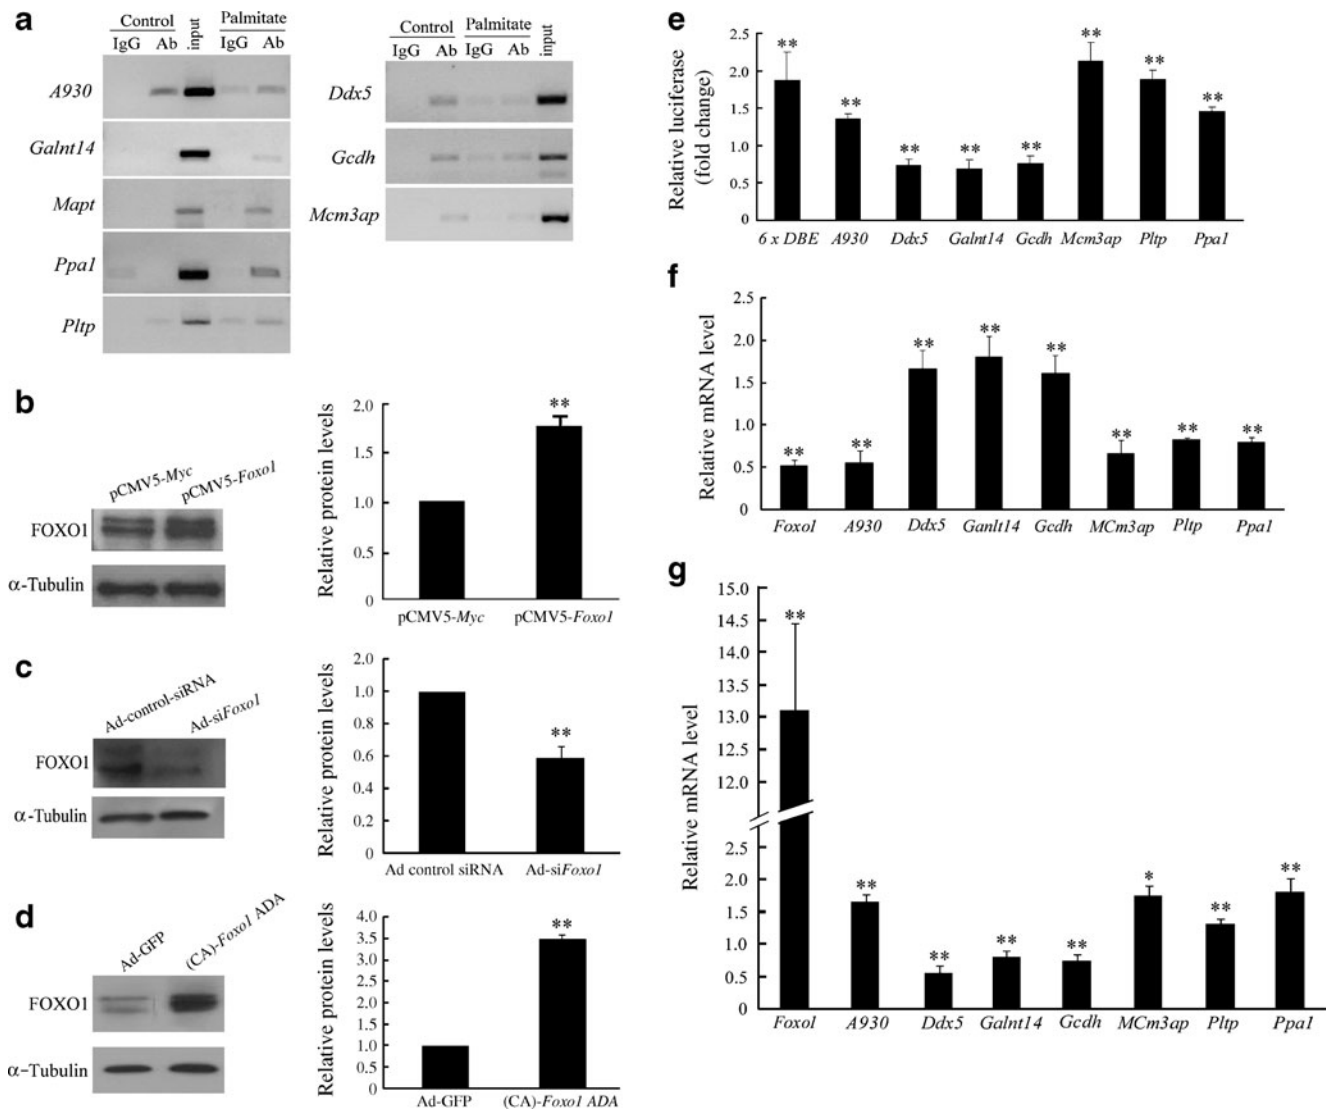 a
Control
input
Palmitate
IgG Ab IgG Ab
A930
Galnt14
Mapt
Ppa1
Pltp
Control Palmitate
input
IgG Ab IgG Ab
Ddx5
Gcdh
Mcm3ap
b
pCMV5-Myc
pCMV5-Foxo1
FOXO1
α-Tubulin
Relative protein levels
2.0
1.5
1.0
0.5
0
**
pCMV5-Myc pCMV5-Foxo1
c
Ad-control-siRNA
Ad-siFoxo1
FOXO1
α-Tubulin
Relative protein levels
1.2
1.0
0.8
0.6
0.4
0.2
0
**
Ad control siRNA Ad-siFoxo1
d
Ad-GFP
(CA)-Foxo1 ADA
FOXO1
α-Tubulin
Relative protein levels
4.0
3.5
3.0
2.5
2.0
1.5
1.0
0.5
0
**
Ad-GFP (CA)-Foxo1 ADA
e
Relative luciferase
(fold change)
2.5
2.0
1.5
1.0
0.5
0
** ** ** ** ** ** ** **
6 x DBE A930 Ddx5 Galnt14 Gcdh Mcm3ap Pltp Ppa1
f
Relative mRNA level
2.5
2.0
1.5
1.0
0.5
0
** ** ** ** ** ** ** **
Foxo1 A930 Ddx5 Ganlt14 Gcdh MCm3ap Pltp Ppa1
g
Relative mRNA level
15.0
14.5
14.0
13.5
13.0
12.5
12.0
2.5
2.0
1.5
1.0
0.5
0
** ** ** ** ** * ** **
Foxo1 A930 Ddx5 Galnt14 Gcdh MCm3ap Pltp Ppa1